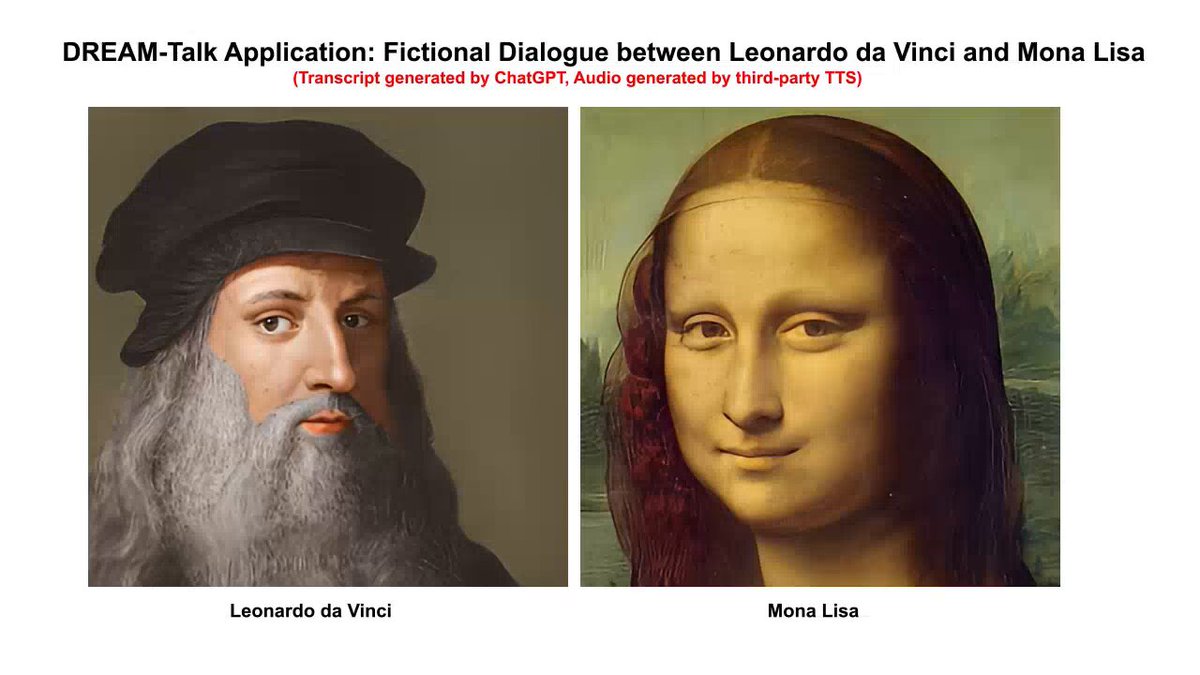 DREAM-Talk Application: Fictional Dialogue between Leonardo da Vinci and Mona Lisa
(Transcript generated by ChatGPT, Audio generated by third-party TTS)
Leonardo da Vinci
Mona Lisa